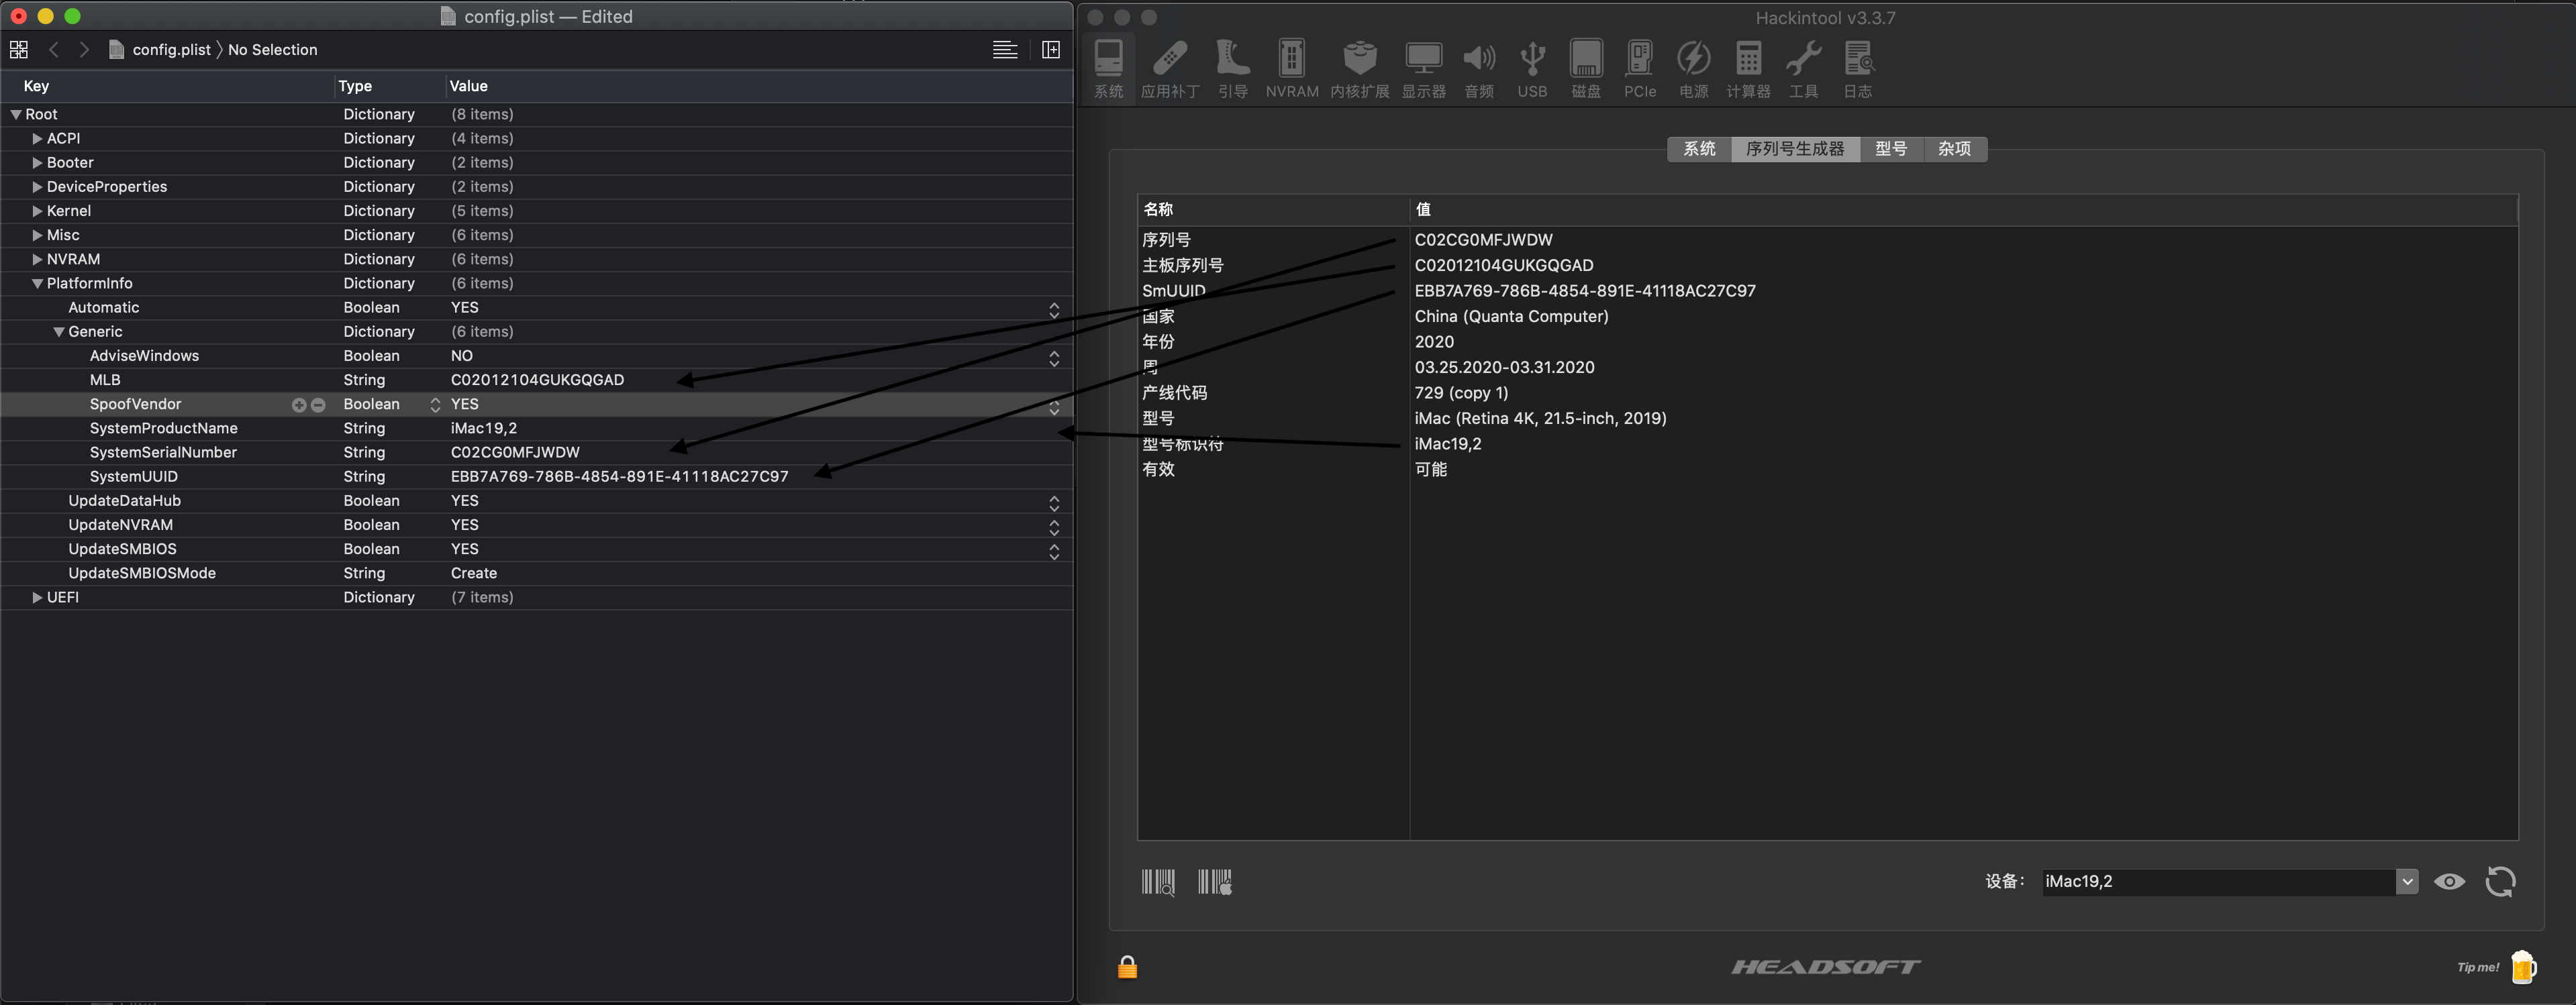 config.plist — Edited
config.plist 〉 No Selection
Key Type Value
Root Dictionary (8 items)
ACPI Dictionary (4 items)
Booter Dictionary (2 items)
DeviceProperties Dictionary (2 items)
Kernel Dictionary (5 items)
Misc Dictionary (6 items)
NVRAM Dictionary (6 items)
PlatformInfo Dictionary (6 items)
Automatic Boolean YES
Generic Dictionary (6 items)
AdviseWindows Boolean NO
MLB String C02012104GUKGQGAD
SpoofVendor Boolean YES
SystemProductName String iMac19,2
SystemSerialNumber String C02CG0MFJWDW
SystemUUID String EBB7A769-786B-4854-891E-41118AC27C97
UpdateDataHub Boolean YES
UpdateNVRAM Boolean YES
UpdateSMBIOS Boolean YES
UpdateSMBIOSMode String Create
UEFI Dictionary (7 items)
Hackintool v3.3.7
系统 应用补丁 引导 NVRAM 内核扩展 显示器 音频 USB 磁盘 PCIe 电源 计算器 工具 日志
系统 序列号生成器 型号 杂项
名称 值
序列号 C02CG0MFJWDW
主板序列号 C02012104GUKGQGAD
SmUUID EBB7A769-786B-4854-891E-41118AC27C97
国家 China (Quanta Computer)
年份 2020
周 03.25.2020-03.31.2020
产线代码 729 (copy 1)
型号 iMac (Retina 4K, 21.5-inch, 2019)
型号标识符 iMac19,2
有效 可能
设备： iMac19,2
HEADSOFT
Tip me!